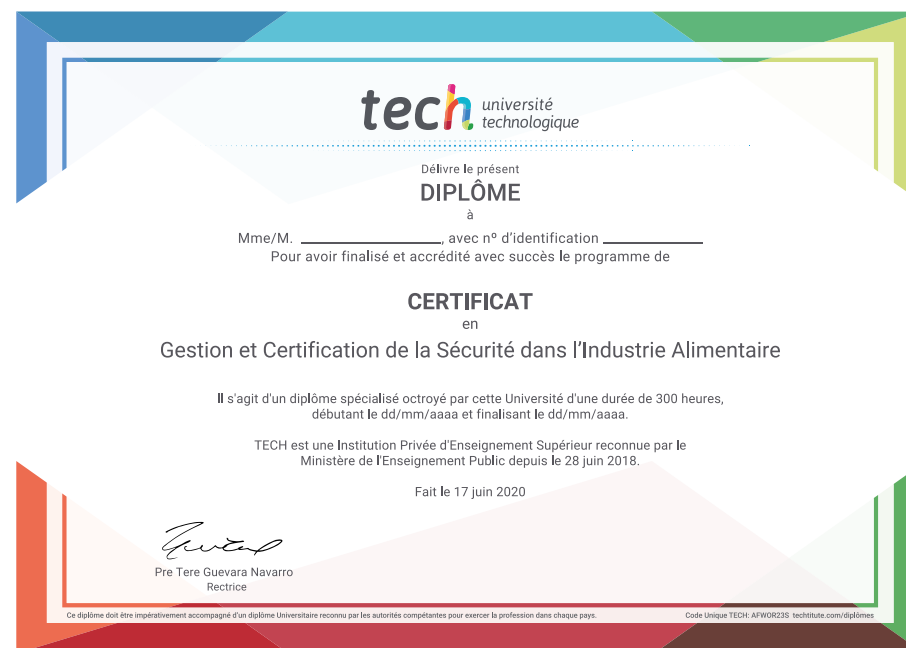 tech université
technologique
Délivre le présent
DIPLÔME
à
Mme/M. ____________________, avec nº d'identification ______________
Pour avoir finalisé et accrédité avec succès le programme de
CERTIFICAT
en
Gestion et Certification de la Sécurité dans l'Industrie Alimentaire
Il s'agit d'un diplôme spécialisé octroyé par cette Université d'une durée de 300 heures,
débutant le dd/mm/aaaa et finalisant le dd/mm/aaaa.
TECH est une Institution Privée d'Enseignement Supérieur reconnue par le
Ministère de l'Enseignement Public depuis le 28 juin 2018.
Fait le 17 juin 2020
Pre Tere Guevara Navarro
Rectrice
Ce diplôme doit être impérativement accompagné d'un diplôme Universitaire reconnu par les autorités compétentes pour exercer la profession dans chaque pays. Code Unique TECH: AFWOR23S techtitute.com/diplômes